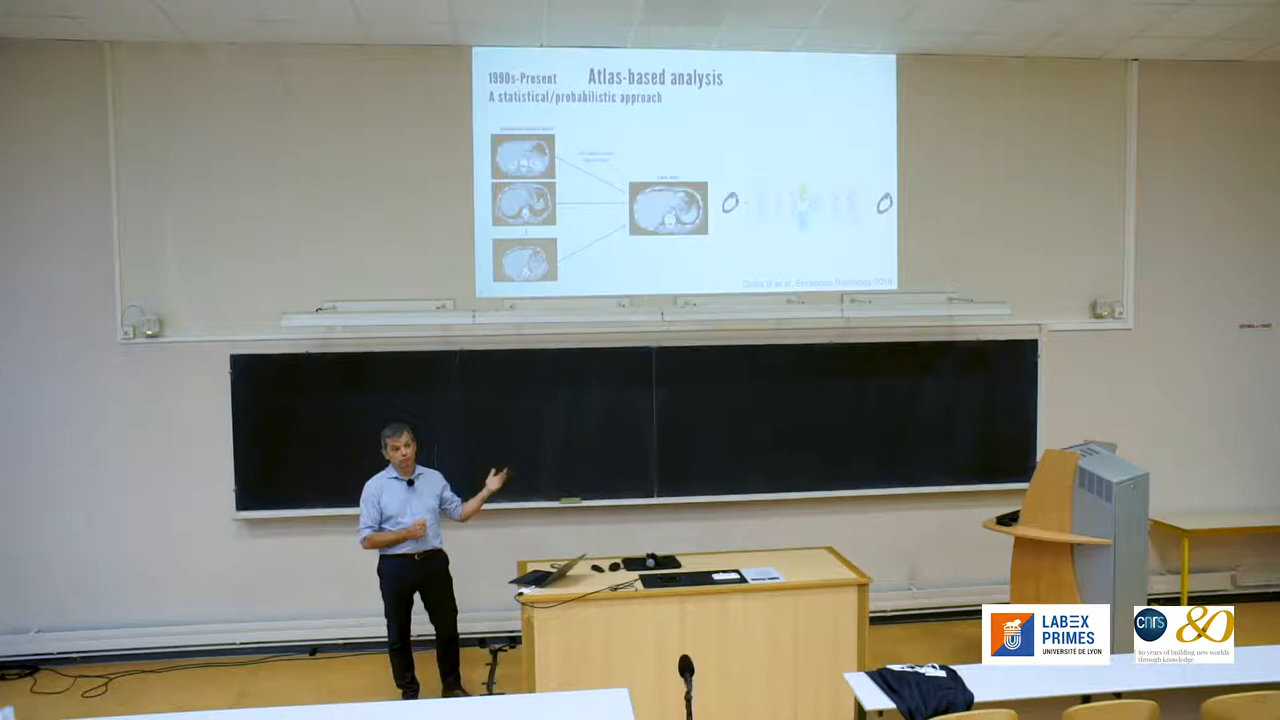 1990s-Present Atlas-based analysis
A statistical/probabilistic approach
LABEX
PRIMES
UNIVERSITÉ DE LYON
cnrs
80
80 years of building new worlds
through knowledge